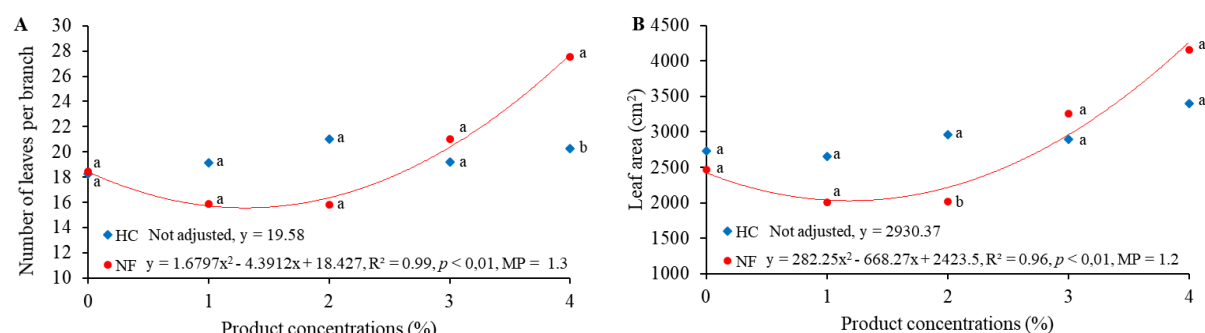 A
Number of leaves per branch
30
28
26
24
22
20
18
16
14
12
10
a
a
a
a
a
a
a
a
a
b
HC Not adjusted, y = 19.58
NF y = 1.6797x² - 4.3912x + 18.427, R² = 0.99, p < 0,01, MP = 1.3
0 1 2 3 4
Product concentrations (%)
B
Leaf area (cm²)
4500
4000
3500
3000
2500
2000
1500
1000
a
a
a
a
a
b
a
a
a
a
HC Not adjusted, y = 2930.37
NF y = 282.25x² - 668.27x + 2423.5, R² = 0.96, p < 0,01, MP = 1.2
0 1 2 3 4
Product concentrations (%)